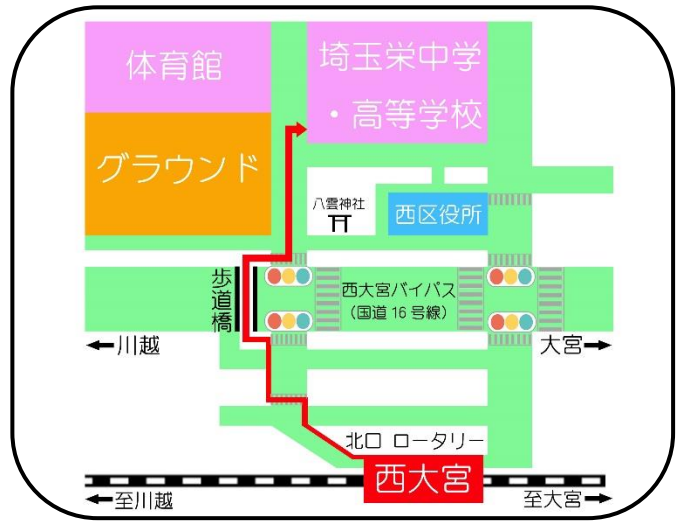 体育館
埼玉栄中学
・高等学校
グラウンド
八雲神社
西区役所
歩道橋
西大宮バイパス
(国道16号線)
川越
大宮
北口 ロータリー
西大宮
至川越
至大宮